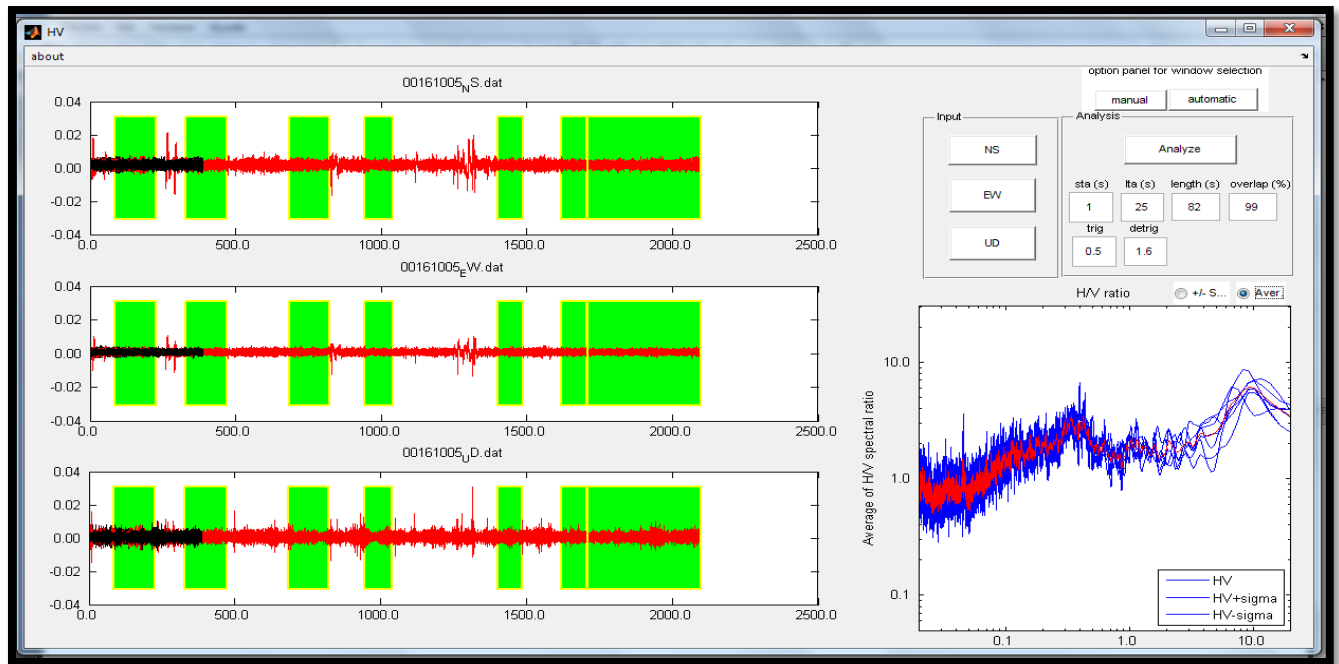 HV
about
00161005NS.dat
0.04
0.02
0.00
-0.02
-0.04
0.0 500.0 1000.0 1500.0 2000.0 2500.0
00161005EW.dat
0.04
0.02
0.00
-0.02
-0.04
0.0 500.0 1000.0 1500.0 2000.0 2500.0
00161005UD.dat
0.04
0.02
0.00
-0.02
-0.04
0.0 500.0 1000.0 1500.0 2000.0 2500.0
option panel for window selection
manual automatic
Input
NS
EW
UD
Analysis
Analyze
sta (s) lta (s) length (s) overlap (%)
1 25 82 99
trig detrig
0.5 1.6
H/V ratio +/- S... Aver.
Average of H/V spectral ratio
10.0
1.0
0.1
0.1 1.0 10.0
HV
HV+sigma
HV-sigma